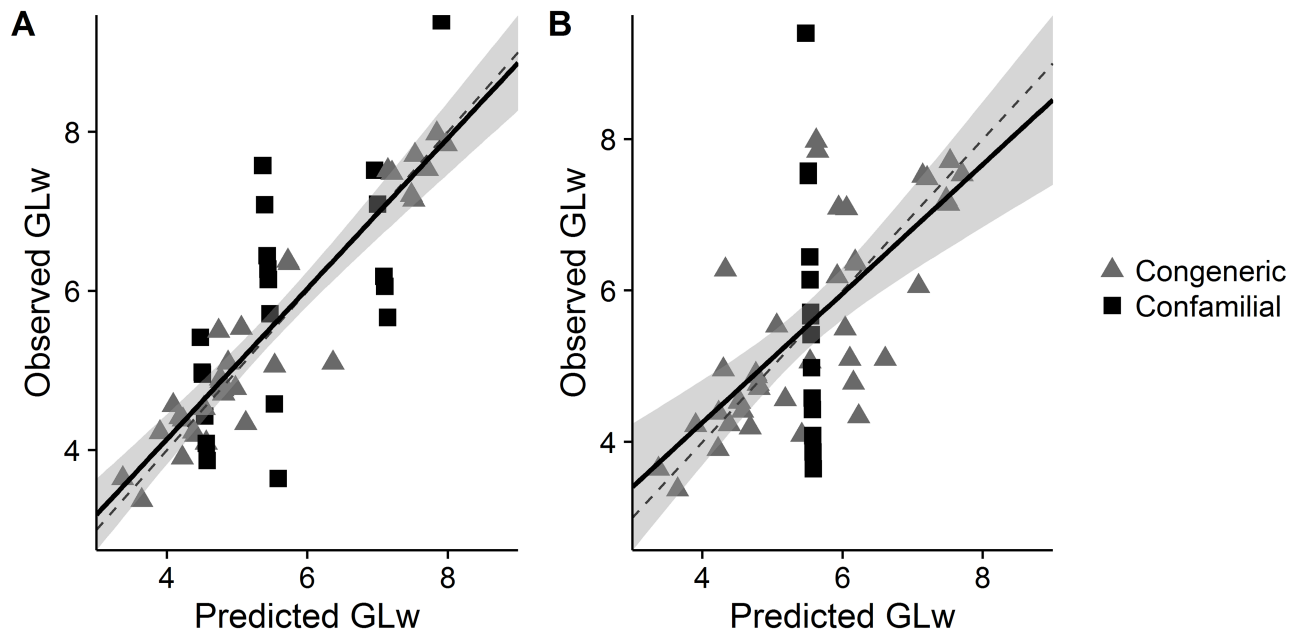 A
Observed GLw
8
6
4
4 6 8
Predicted GLw
B
Observed GLw
8
6
4
4 6 8
Predicted GLw
Congeneric
Confamilial